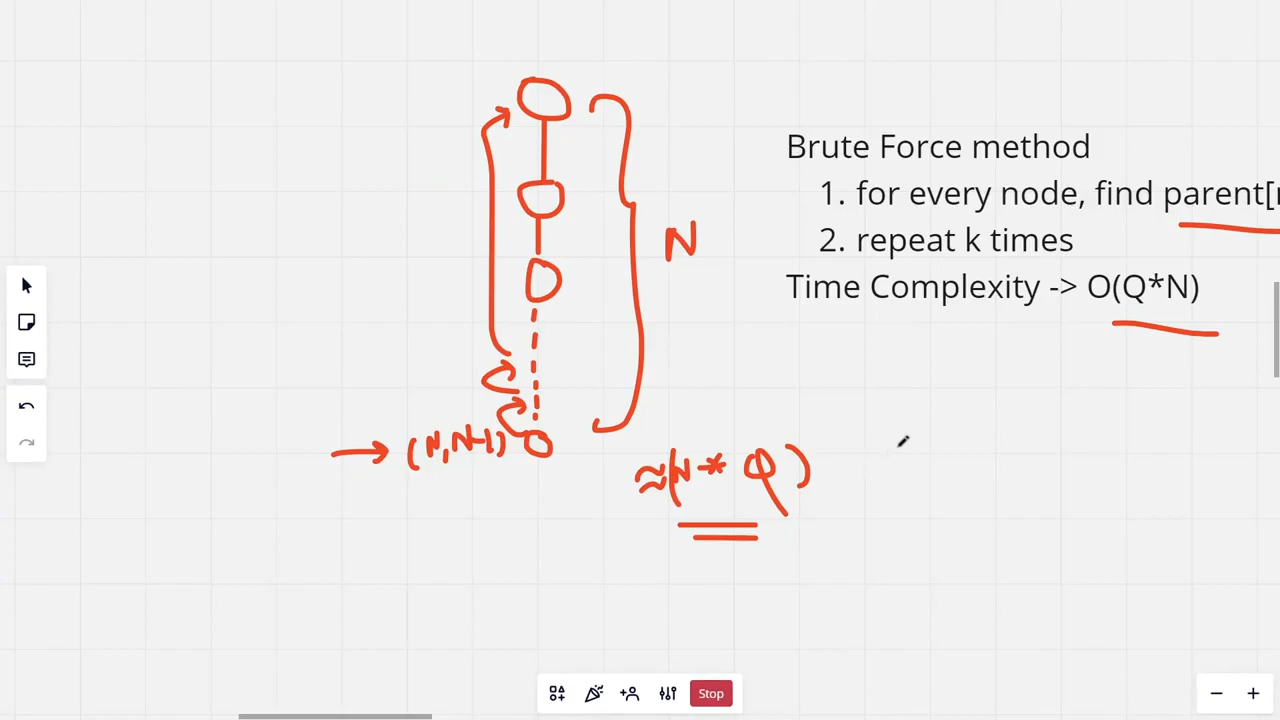 Brute Force method
1. for every node, find parent[
2. repeat k times
Time Complexity -> O(Q*N)
N
(N, N-1)
≈(N * Q)
Stop